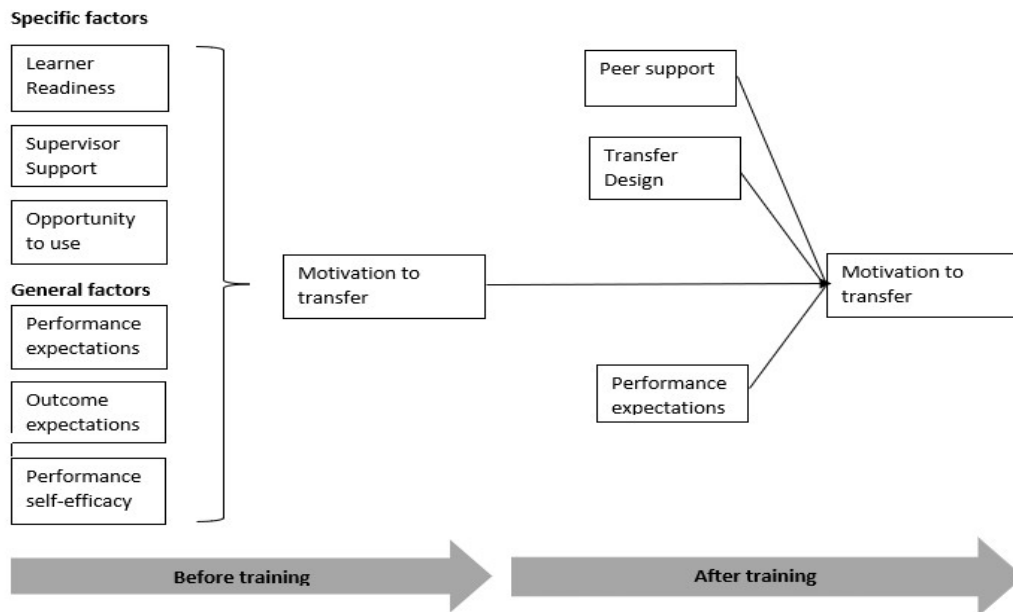 Specific factors
Learner
Readiness
Supervisor
Support
Opportunity
to use
General factors
Performance
expectations
Outcome
expectations
Performance
self-efficacy
Motivation to
transfer
Peer support
Transfer
Design
Performance
expectations
Motivation to
transfer
Before training
After training